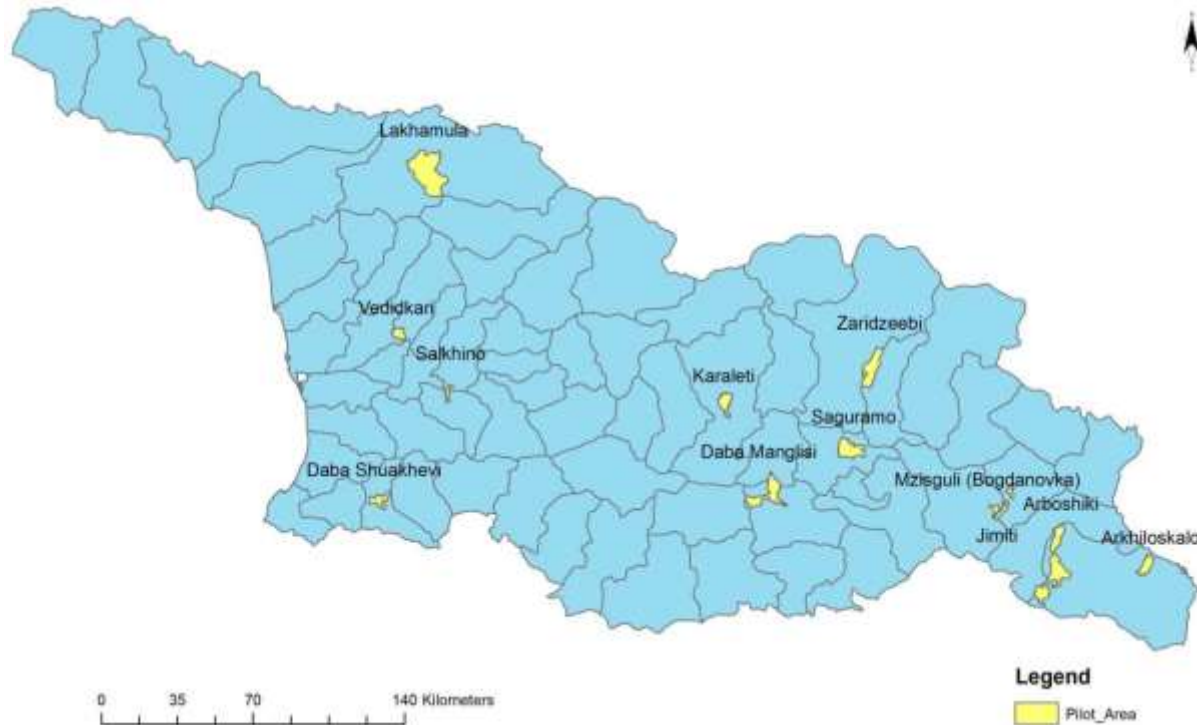 Lakhamula
Vedidkari
Salkhino
Zaridzeebi
Karaleti
Saguramo
Daba Manglisi
Daba Shuakhevi
Mzisguli (Bogdanovka)
Arboshiki
Jimiti
Arkhiloskalo
Legend
0 35 70 140 Kilometers
Pilot_Area